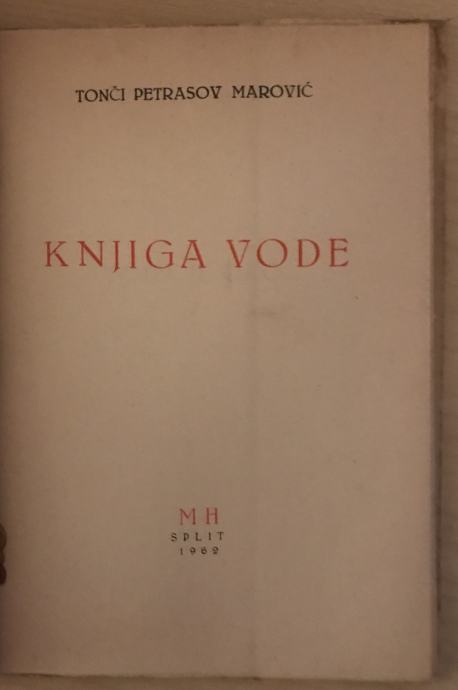 TONČI PETRASOV MAROVIĆ
KNJIGA VODE
MH
SPLIT
1962